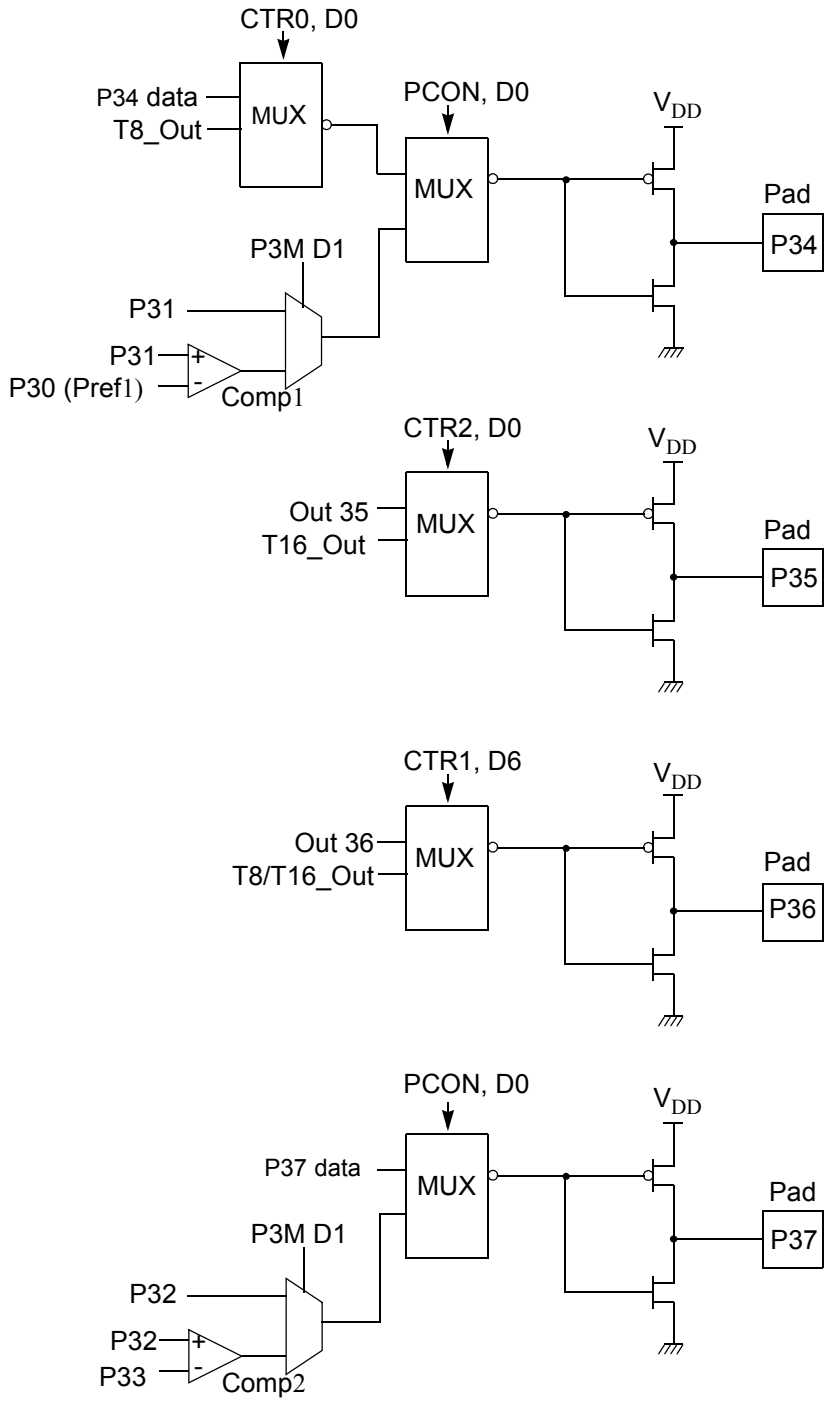 CTR0, D0
P34 data
T8_Out
MUX
PCON, D0
MUX
VDD
Pad
P34
P3M D1
P31
P31
+
P30 (Pref1)
-
Comp1
CTR2, D0
Out 35
T16_Out
MUX
VDD
Pad
P35
CTR1, D6
Out 36
T8/T16_Out
MUX
VDD
Pad
P36
PCON, D0
P37 data
MUX
VDD
Pad
P37
P3M D1
P32
P32
+
P33
-
Comp2